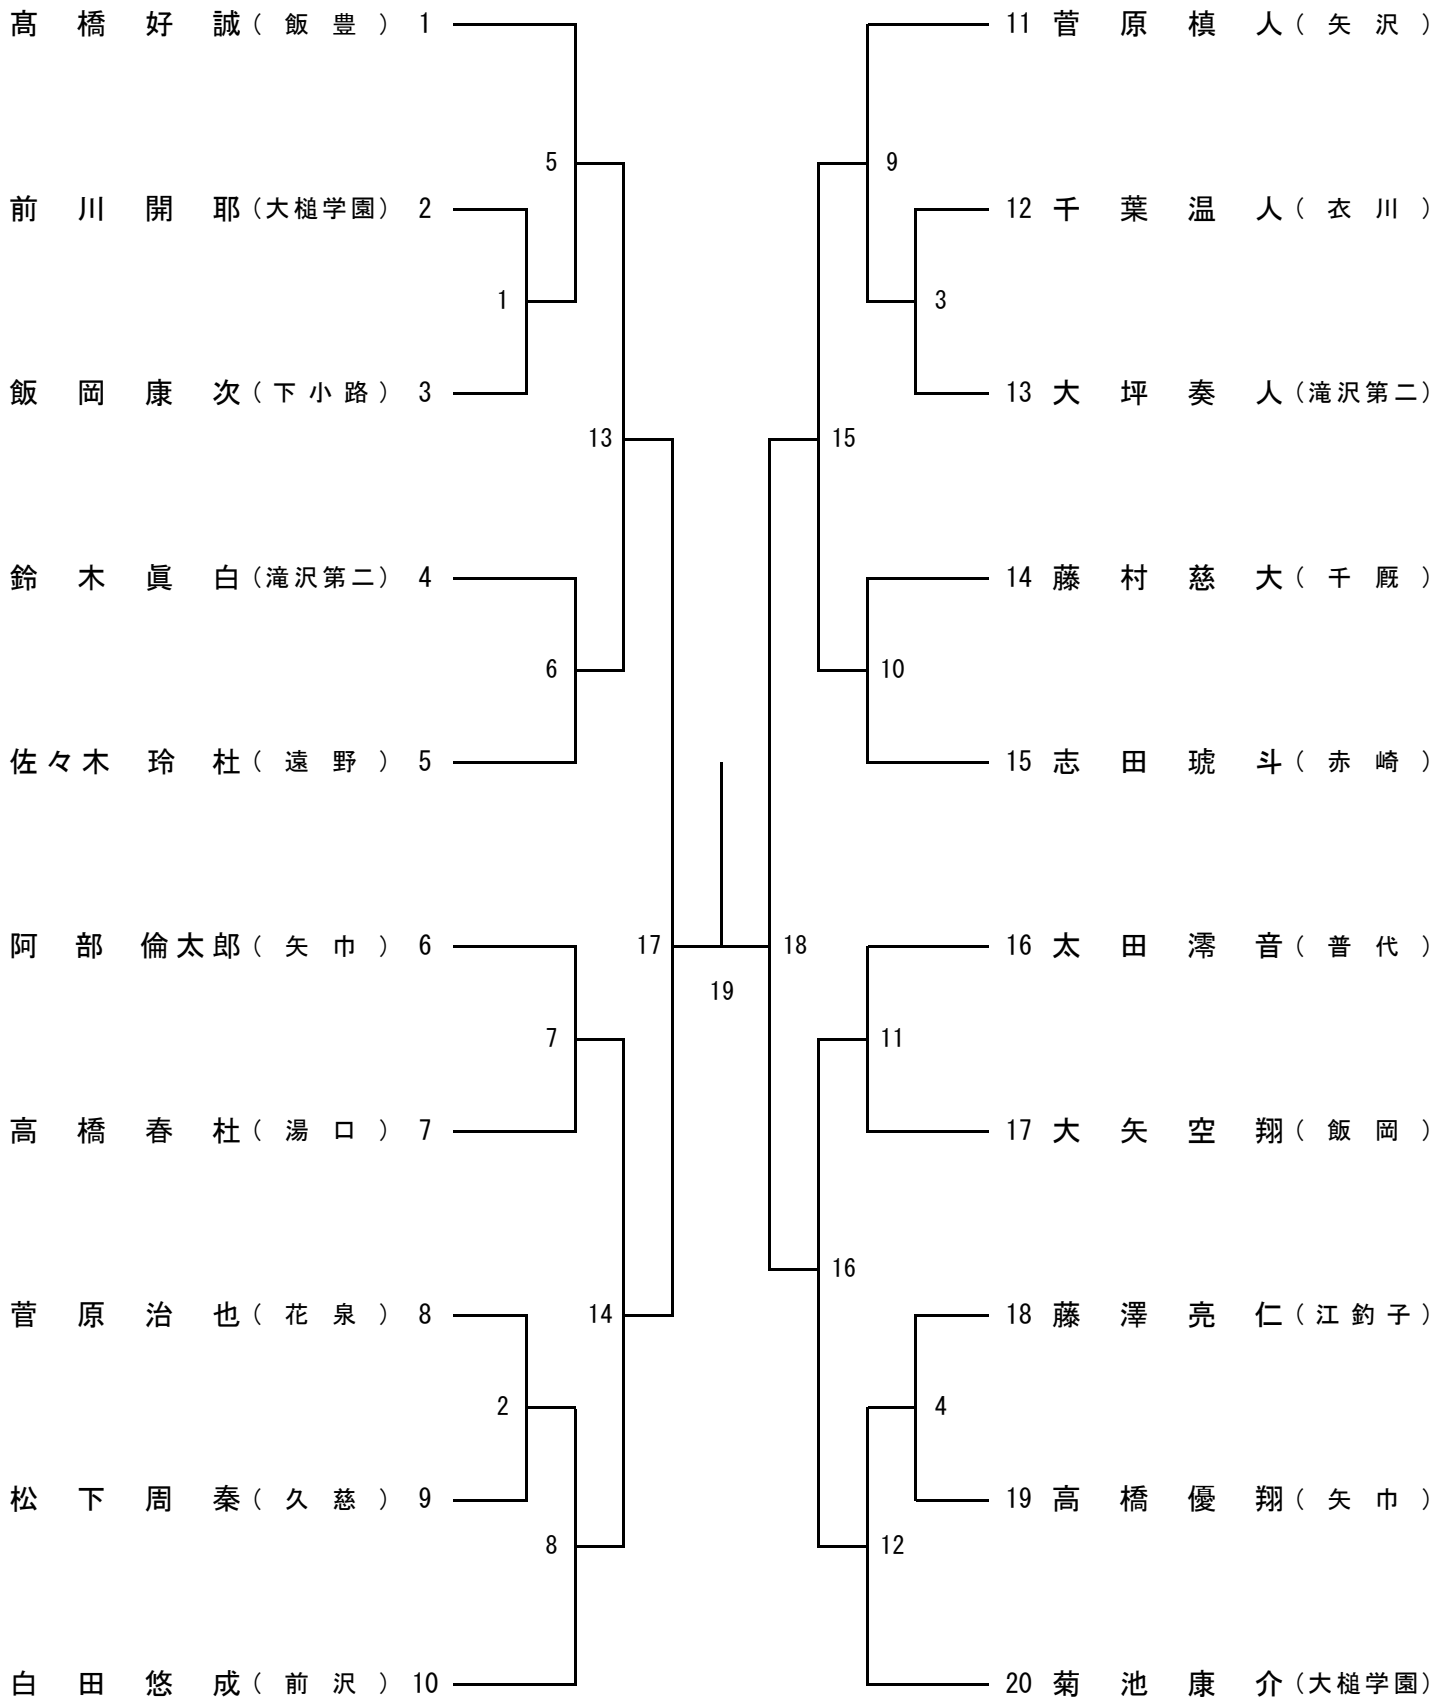 髙橋好誠（飯豊） 1
5
前川開耶（大槌学園） 2
1
飯岡康次（下小路） 3
13
鈴木眞白（滝沢第二） 4
6
佐々木玲杜（遠野） 5
阿部倫太郎（矢巾） 6
17
7
高橋春杜（湯口） 7
菅原治也（花泉） 8
14
2
松下周秦（久慈） 9
8
白田悠成（前沢） 10
19
11 菅原槙人（矢沢）
9
12 千葉温人（衣川）
3
13 大坪奏人（滝沢第二）
15
14 藤村慈大（千厩）
10
15 志田琥斗（赤崎）
16 太田澪音（普代）
18
11
17 大矢空翔（飯岡）
16
18 藤澤亮仁（江釣子）
4
19 高橋優翔（矢巾）
12
20 菊池康介（大槌学園）